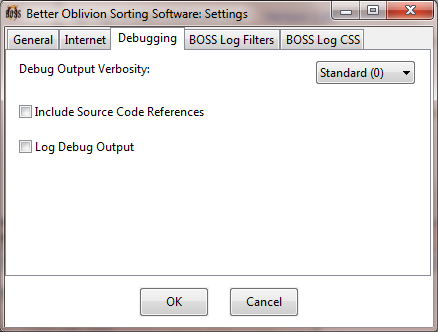 BOSS Better Oblivion Sorting Software: Settings
General Internet Debugging BOSS Log Filters BOSS Log CSS
Debug Output Verbosity: Standard (0)
Include Source Code References
Log Debug Output
OK Cancel